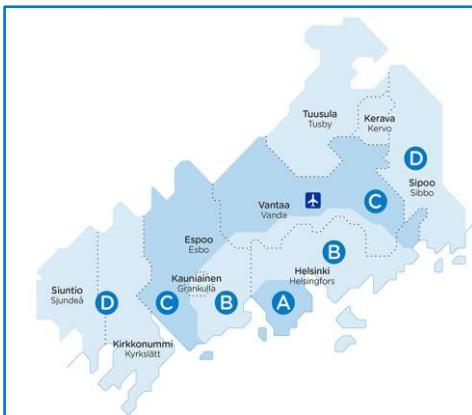 Tuusula
Tusby
Kerava
Kervo
D
Sipoo
Sibbo
Vantaa
Vanda
C
Espoo
Esbo
B
Helsinki
Helsingfors
Kauniainen
Grankulla
Siuntio
Sjundeå
D
C
B
A
Kirkkonummi
Kyrkslätt